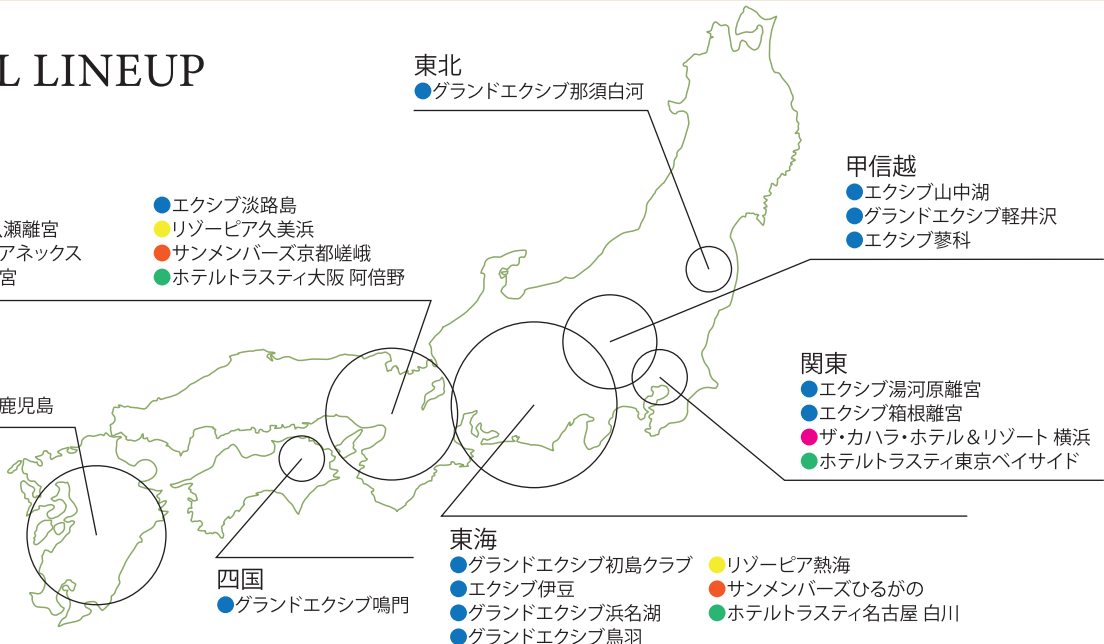 L LINEUP
東北
●グランドエクシブ那須白河
甲信越
●エクシブ山中湖
●グランドエクシブ軽井沢
●エクシブ蓼科
瀬離宮
アネックス
宮
●エクシブ淡路島
●リゾーピア久美浜
●サンメンバーズ京都嵯峨
●ホテルトラスティ大阪 阿倍野
鹿児島
関東
●エクシブ湯河原離宮
●エクシブ箱根離宮
●ザ・カハラ・ホテル＆リゾート 横浜
●ホテルトラスティ東京ベイサイド
四国
●グランドエクシブ鳴門
東海
●グランドエクシブ初島クラブ
●エクシブ伊豆
●グランドエクシブ浜名湖
●グランドエクシブ鳥羽
●リゾーピア熱海
●サンメンバーズひるがの
●ホテルトラスティ名古屋 白川